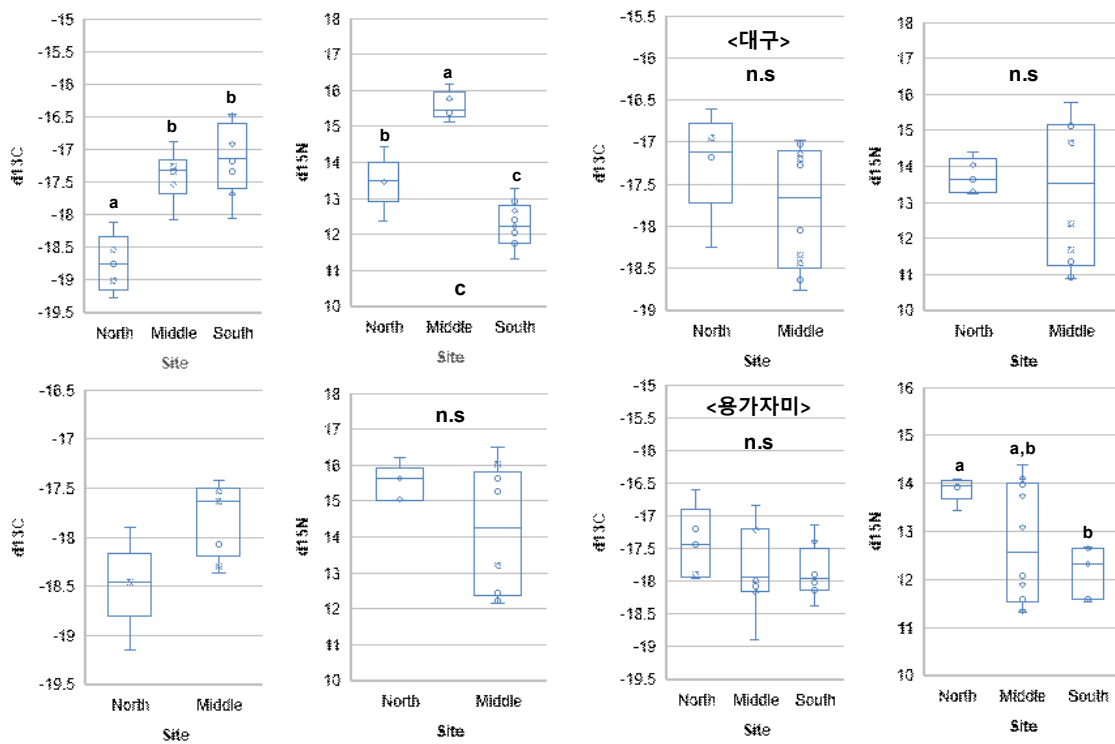 -15
-15.5
-16
-16.5
-17
-17.5
-18
-18.5
-19
-19.5
d13C
a
b
b
North
Middle
South
Site
18
17
16
15
14
13
12
11
10
d15N
b
a
c
c
North
Middle
South
Site
-15.5
-16
-16.5
-17
-17.5
-18
-18.5
-19
d13C
<대구>
n.s
North
Middle
Site
18
17
16
15
14
13
12
11
10
d15N
n.s
North
Middle
Site
-16.5
-17
-17.5
-18
-18.5
-19
-19.5
d13C
North
Middle
Site
18
17
16
15
14
13
12
11
10
d15N
n.s
North
Middle
Site
-15
-15.5
-16
-16.5
-17
-17.5
-18
-18.5
-19
-19.5
d13C
<용가자미>
n.s
North
Middle
South
Site
16
15
14
13
12
11
10
d15N
a
a,b
b
North
Middle
South
Site